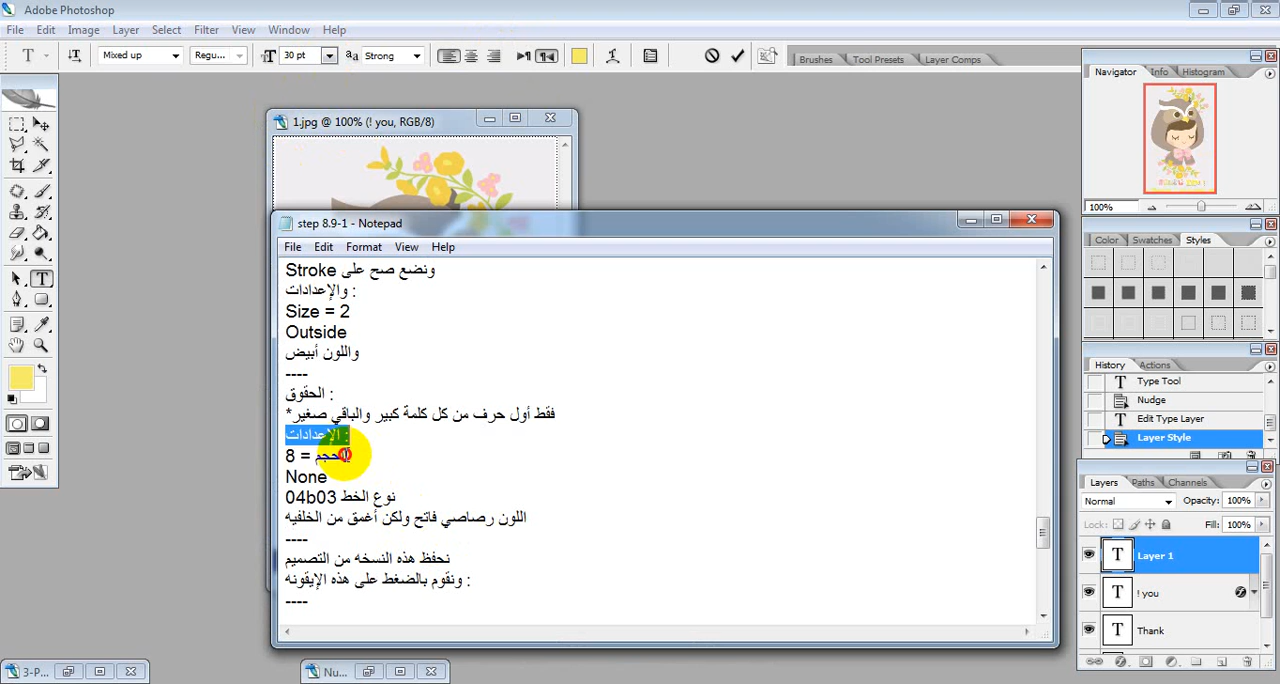 Adobe Photoshop
File Edit Image Layer Select Filter View Window Help
Mixed up Regu... 30 pt Strong Brushes Tool Presets Layer Comps
Navigator Info Histogram
100%
Color Swatches Styles
History Actions
Type Tool
Nudge
Edit Type Layer
Layer Style
Layers Paths Channels
Normal Opacity: 100%
Lock: Fill: 100%
Layer 1
! you
Thank
1.jpg @ 100% (! you, RGB/8)
step 8.9-1 - Notepad
File Edit Format View Help
ونضع صح على Stroke
والإعدادات :
Size = 2
Outside
واللون أبيض
----
الحقوق :
*فقط أول حرف من كل كلمة كبير والباقي صغير
الإعدادات :
الحجم = 8
None
نوع الخط 04b03
اللون رصاصي فاتح ولكن أغمق من الخلفيه
----
نحفظ هذه النسخه من التصميم
ونقوم بالضغط على هذه الإيقونه :
----
3-P... Nu...